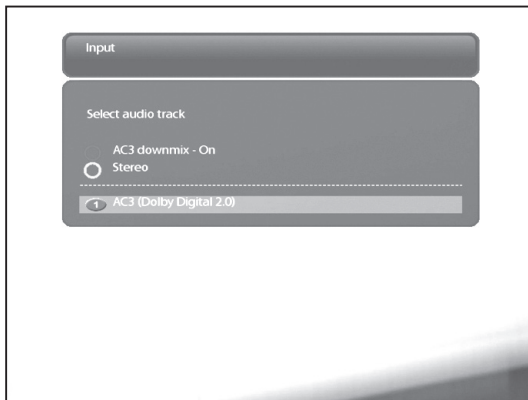 Input
Select audio track
AC3 downmix - On
Stereo
1 AC3 (Dolby Digital 2.0)